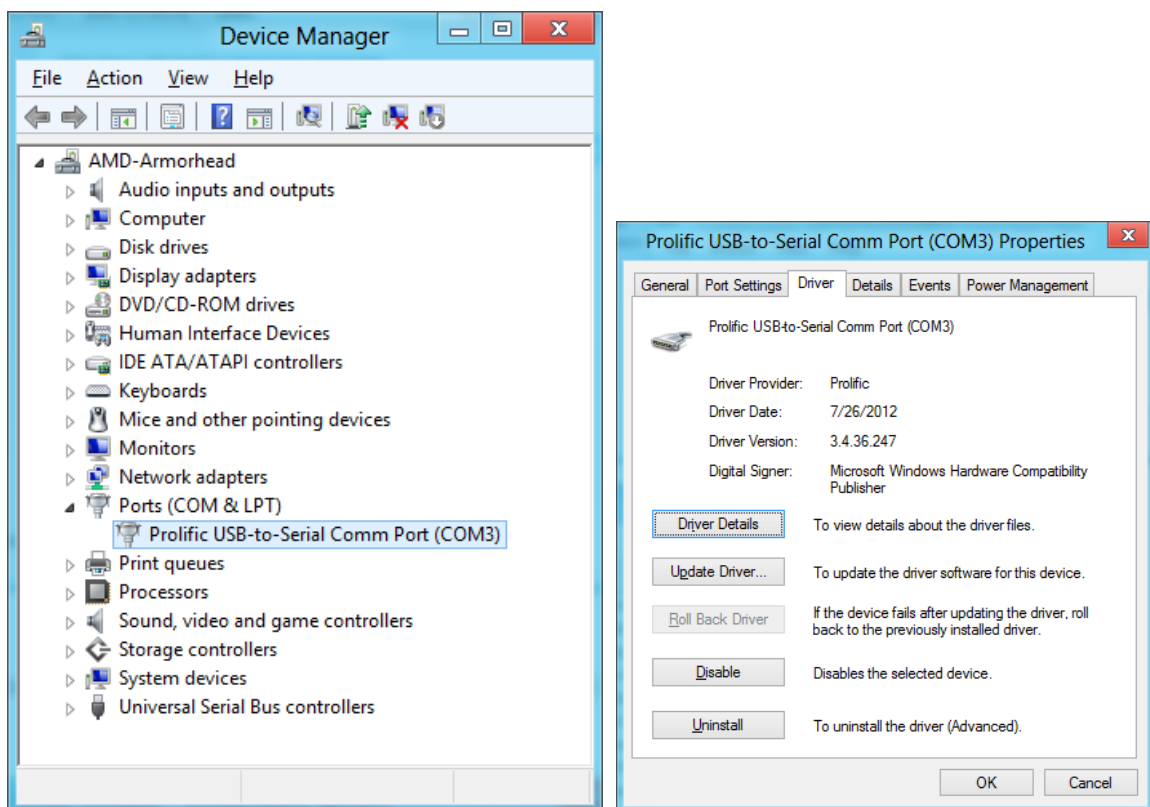 Device Manager
File Action View Help
AMD-Armorhead
Audio inputs and outputs
Computer
Disk drives
Display adapters
DVD/CD-ROM drives
Human Interface Devices
IDE ATA/ATAPI controllers
Keyboards
Mice and other pointing devices
Monitors
Network adapters
Ports (COM & LPT)
Prolific USB-to-Serial Comm Port (COM3)
Print queues
Processors
Sound, video and game controllers
Storage controllers
System devices
Universal Serial Bus controllers
Prolific USB-to-Serial Comm Port (COM3) Properties
General Port Settings Driver Details Events Power Management
Prolific USB-to-Serial Comm Port (COM3)
Driver Provider: Prolific
Driver Date: 7/26/2012
Driver Version: 3.4.36.247
Digital Signer: Microsoft Windows Hardware Compatibility
Publisher
Driver Details To view details about the driver files.
Update Driver... To update the driver software for this device.
Roll Back Driver If the device fails after updating the driver, roll
back to the previously installed driver.
Disable Disables the selected device.
Uninstall To uninstall the driver (Advanced).
OK Cancel